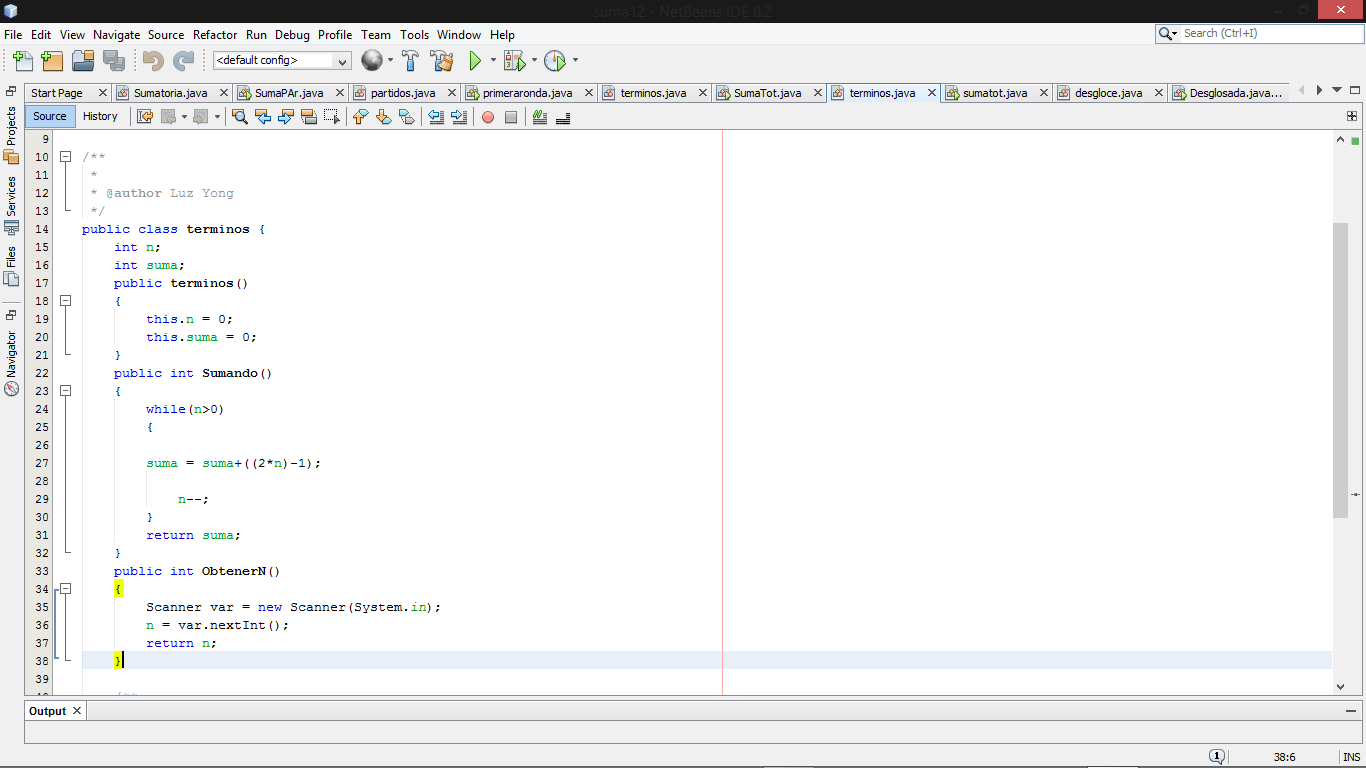 suma12 - NetBeans IDE 8.2
File Edit View Navigate Source Refactor Run Debug Profile Team Tools Window Help
Search (Ctrl+I)
<default config>
Start Page Sumatoria.java SumaPAr.java partidos.java primeraronda.java terminos.java SumaTot.java terminos.java sumatot.java desgloce.java Desglosada.java...
Source History
Projects
Services
Files
Navigator
9
10 /**
11 *
12 * @author Luz Yong
13 */
14 public class terminos {
15 int n;
16 int suma;
17 public terminos()
18 {
19 this.n = 0;
20 this.suma = 0;
21 }
22 public int Sumando()
23 {
24 while(n>0)
25 {
26
27 suma = suma+((2*n)-1);
28
29 n--;
30 }
31 return suma;
32 }
33 public int ObtenerN()
34 {
35 Scanner var = new Scanner(System.in);
36 n = var.nextInt();
37 return n;
38 }
39
Output
1 38:6 INS